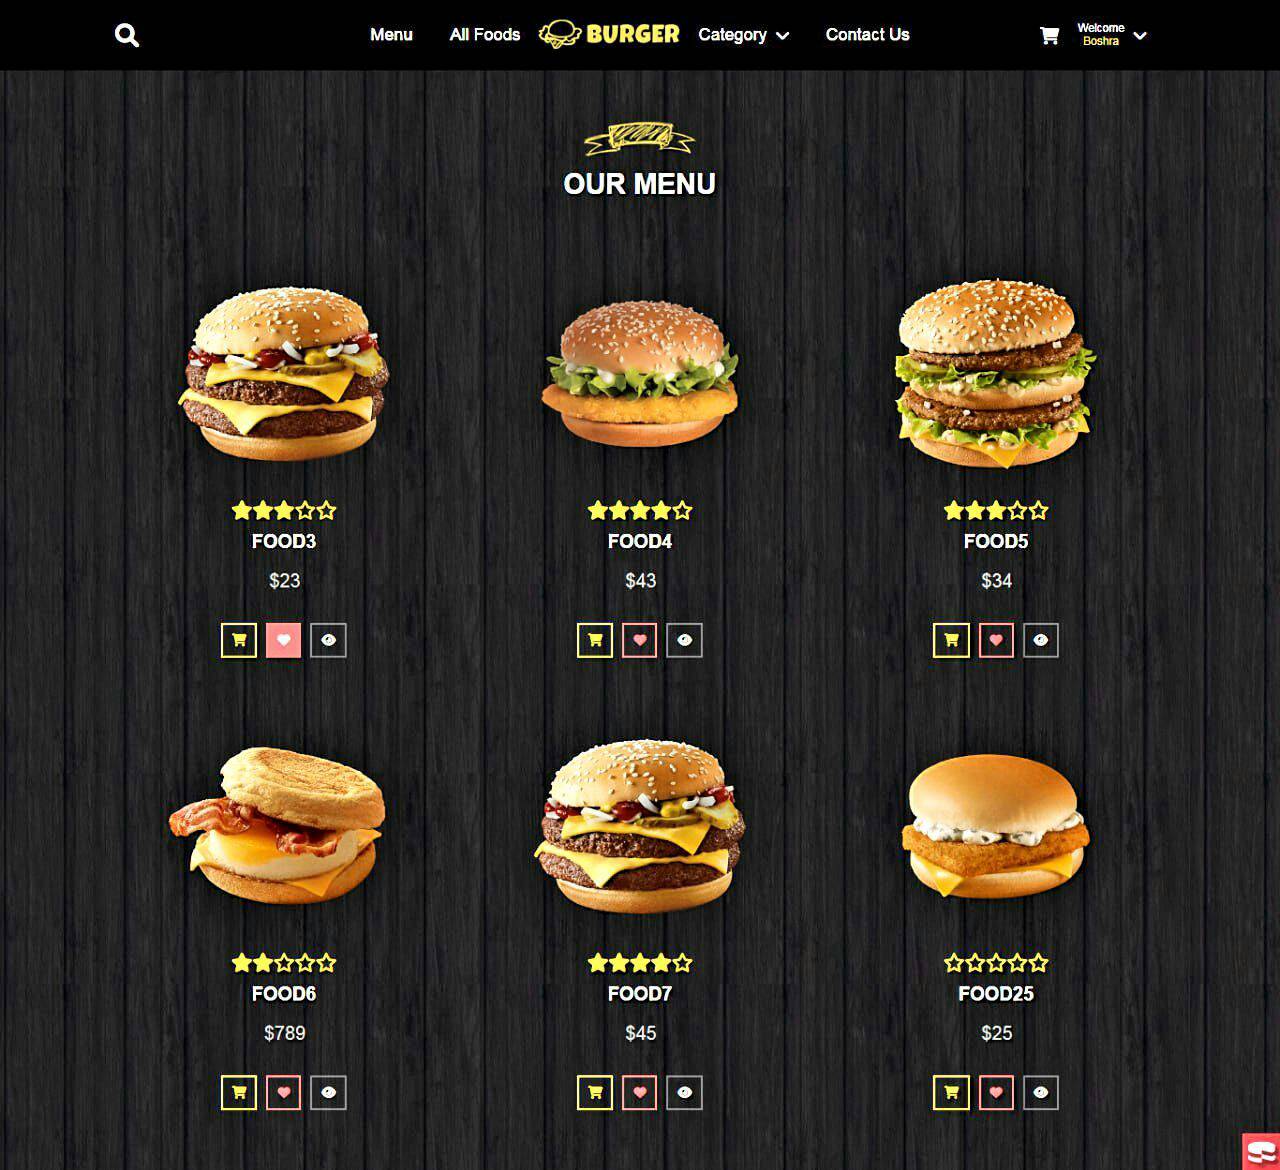 Menu
All Foods
BURGER
Category
Contact Us
Welcome
Boshra
OUR MENU
FOOD3
$23
FOOD4
$43
FOOD5
$34
FOOD6
$789
FOOD7
$45
FOOD25
$25